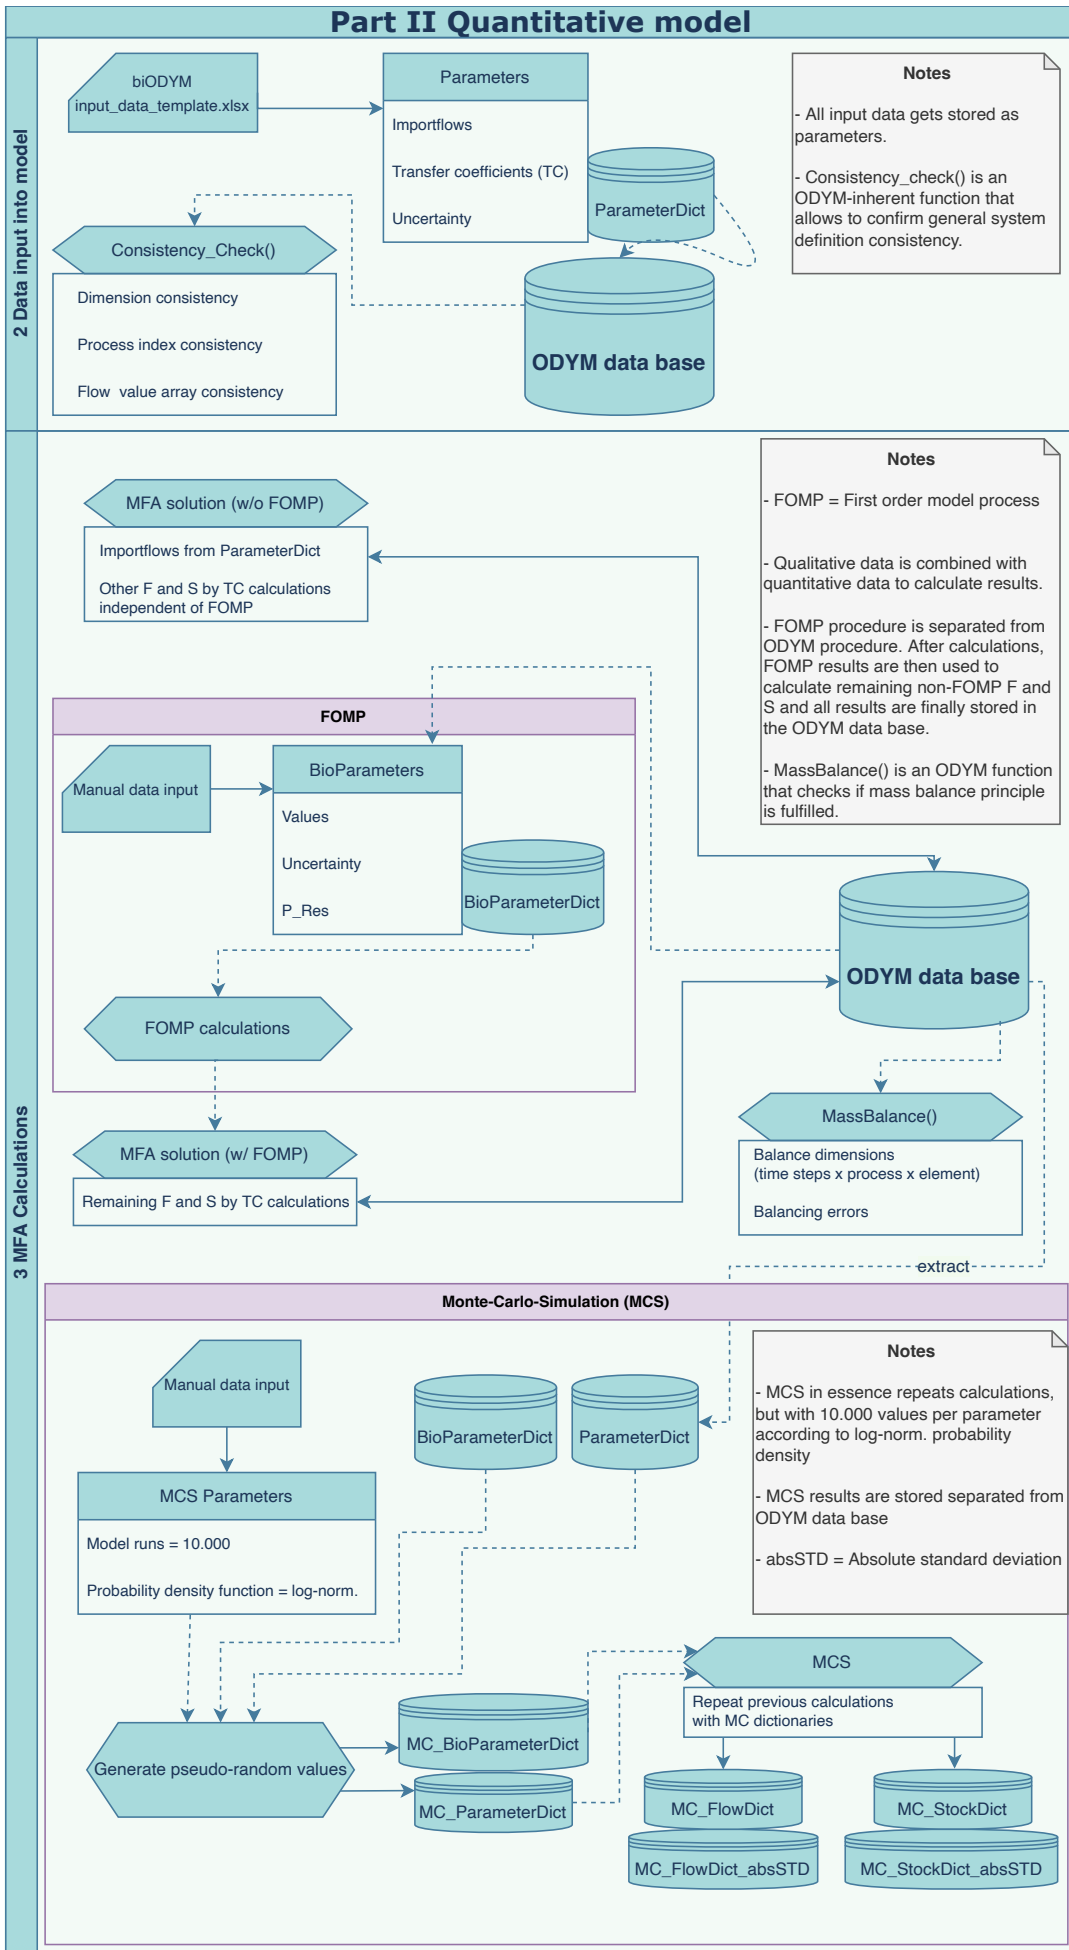 Part II Quantitative model
2 Data input into model
biODYM
input_data_template.xlsx
Parameters
Importflows
Transfer coefficients (TC)
Uncertainty
ParameterDict
Notes
- All input data gets stored as
parameters.
- Consistency_check() is an
ODYM-inherent function that
allows to confirm general system
definition consistency.
Consistency_Check()
Dimension consistency
Process index consistency
Flow value array consistency
ODYM data base
3 MFA Calculations
MFA solution (w/o FOMP)
Importflows from ParameterDict
Other F and S by TC calculations
independent of FOMP
Notes
- FOMP = First order model process
- Qualitative data is combined with
quantitative data to calculate results.
- FOMP procedure is separated from
ODYM procedure. After calculations,
FOMP results are then used to
calculate remaining non-FOMP F and
S and all results are finally stored in
the ODYM data base.
- MassBalance() is an ODYM function
that checks if mass balance principle
is fulfilled.
FOMP
Manual data input
BioParameters
Values
Uncertainty
P_Res
BioParameterDict
FOMP calculations
ODYM data base
MFA solution (w/ FOMP)
Remaining F and S by TC calculations
MassBalance()
Balance dimensions
(time steps x process x element)
Balancing errors
extract
Monte-Carlo-Simulation (MCS)
Manual data input
BioParameterDict
ParameterDict
Notes
- MCS in essence repeats calculations,
but with 10.000 values per parameter
according to log-norm. probability
density
- MCS results are stored separated from
ODYM data base
- absSTD = Absolute standard deviation
MCS Parameters
Model runs = 10.000
Probability density function = log-norm.
Generate pseudo-random values
MC_BioParameterDict
MC_ParameterDict
MCS
Repeat previous calculations
with MC dictionaries
MC_FlowDict
MC_FlowDict_absSTD
MC_StockDict
MC_StockDict_absSTD